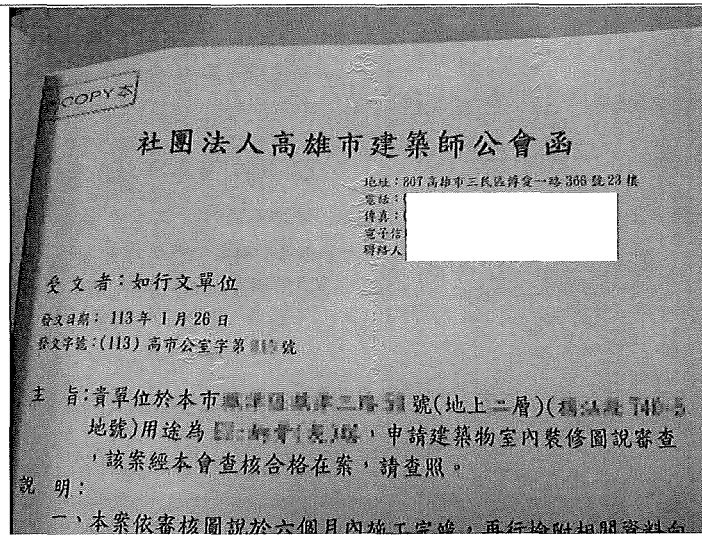 COPY本
社團法人高雄市建築師公會函
地址：807高雄市三民區博愛一路366號23樓
電話：(
傳真：(
電子信
聯絡人
受文者：如行文單位
發文日期：113年1月26日
發文字號：(113)高市公室字第 號
主 旨：貴單位於本市 號(地上二層)(
地號)用途為 ，申請建築物室內裝修圖說審查
，該案經本會查核合格在案，請查照。
說 明：
一、本案依審核圖說於六個月內施工完竣，再行檢附相關資料向